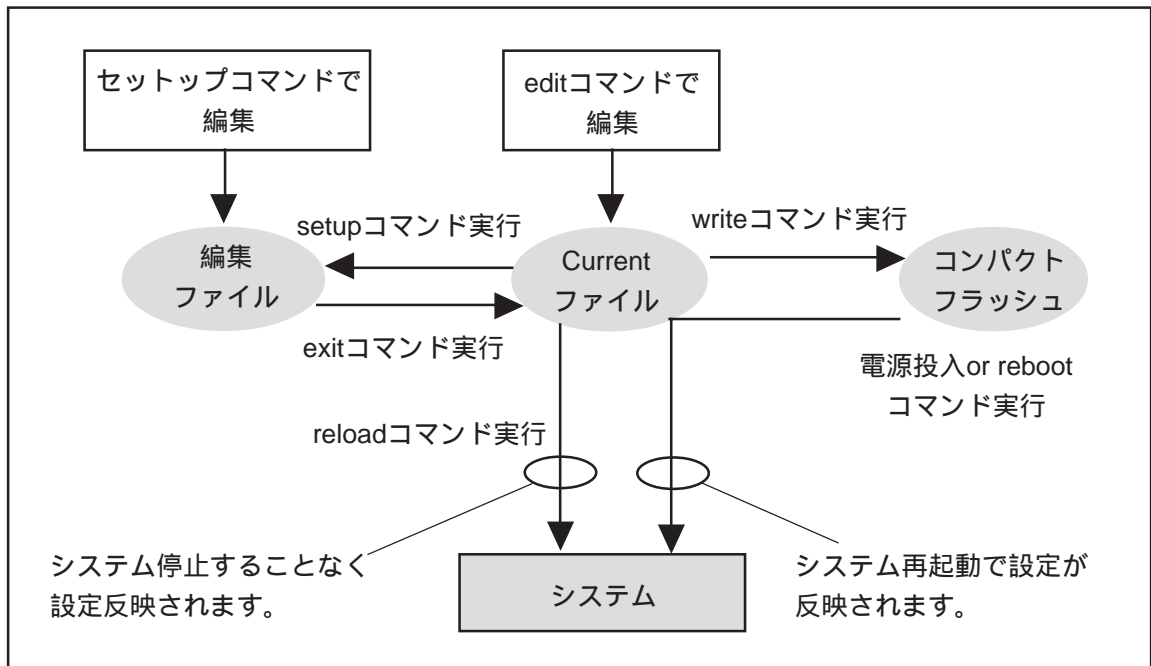 セットップコマンドで
編集
editコマンドで
編集
setupコマンド実行
writeコマンド実行
編集
ファイル
Current
ファイル
コンパクト
フラッシュ
exitコマンド実行
電源投入or reboot
コマンド実行
reloadコマンド実行
システム停止することなく
設定反映されます。
システム
システム再起動で設定が
反映されます。